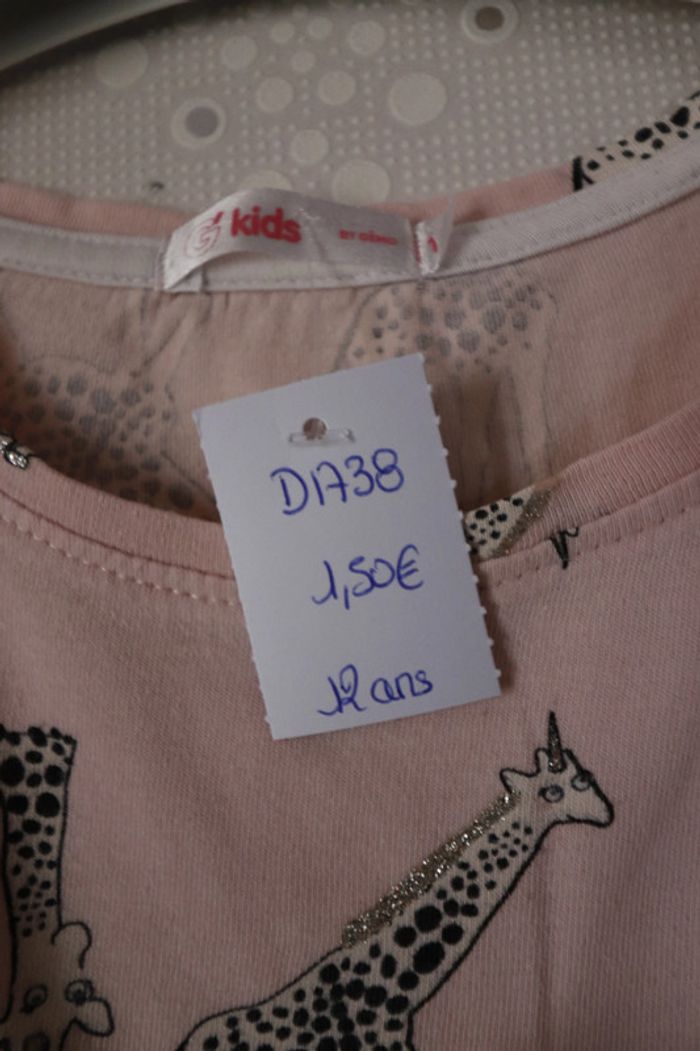 G kids BY GÉMO
D1738
1,50€
12 ans